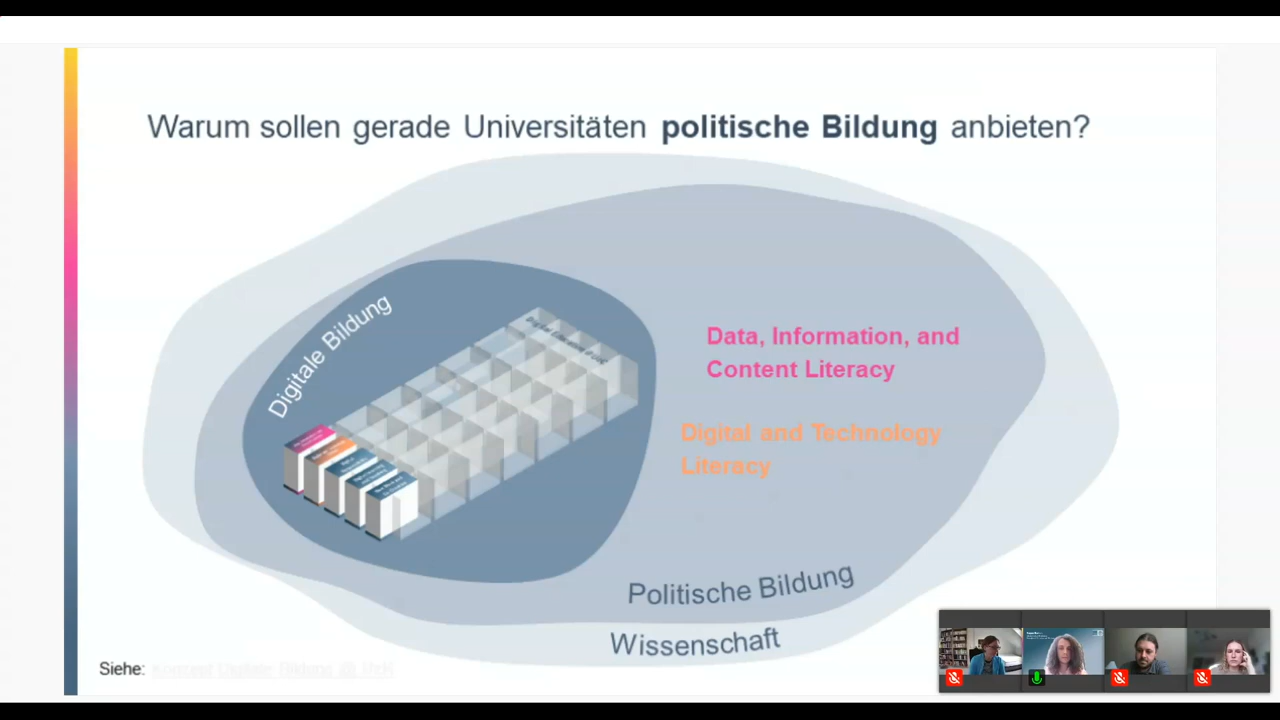 Warum sollen gerade Universitäten politische Bildung anbieten?
Digitale Bildung
Data, Information, and
Content Literacy
Digital and Technology
Literacy
Politische Bildung
Wissenschaft
Siehe: